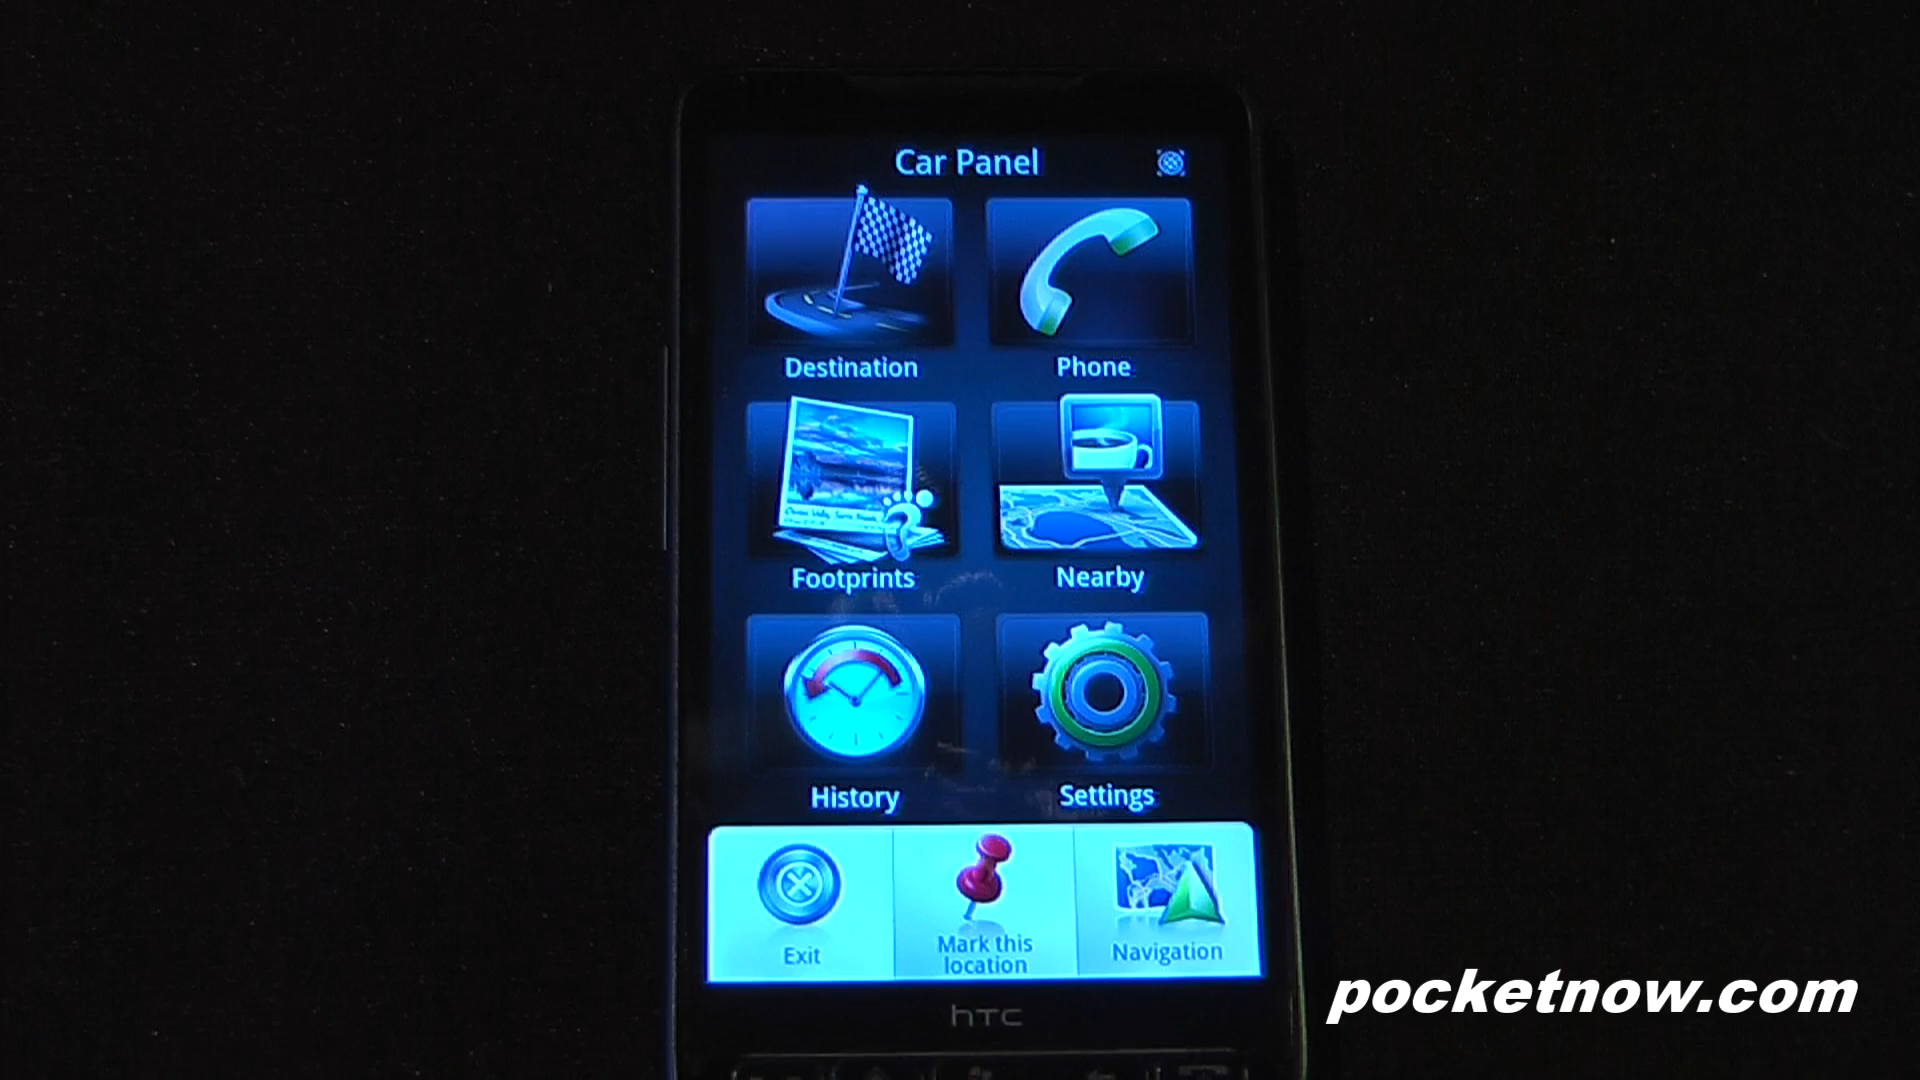 Car Panel
Destination
Phone
Footprints
Nearby
History
Settings
Exit
Mark this
location
Navigation
hTC
pocketnow.com